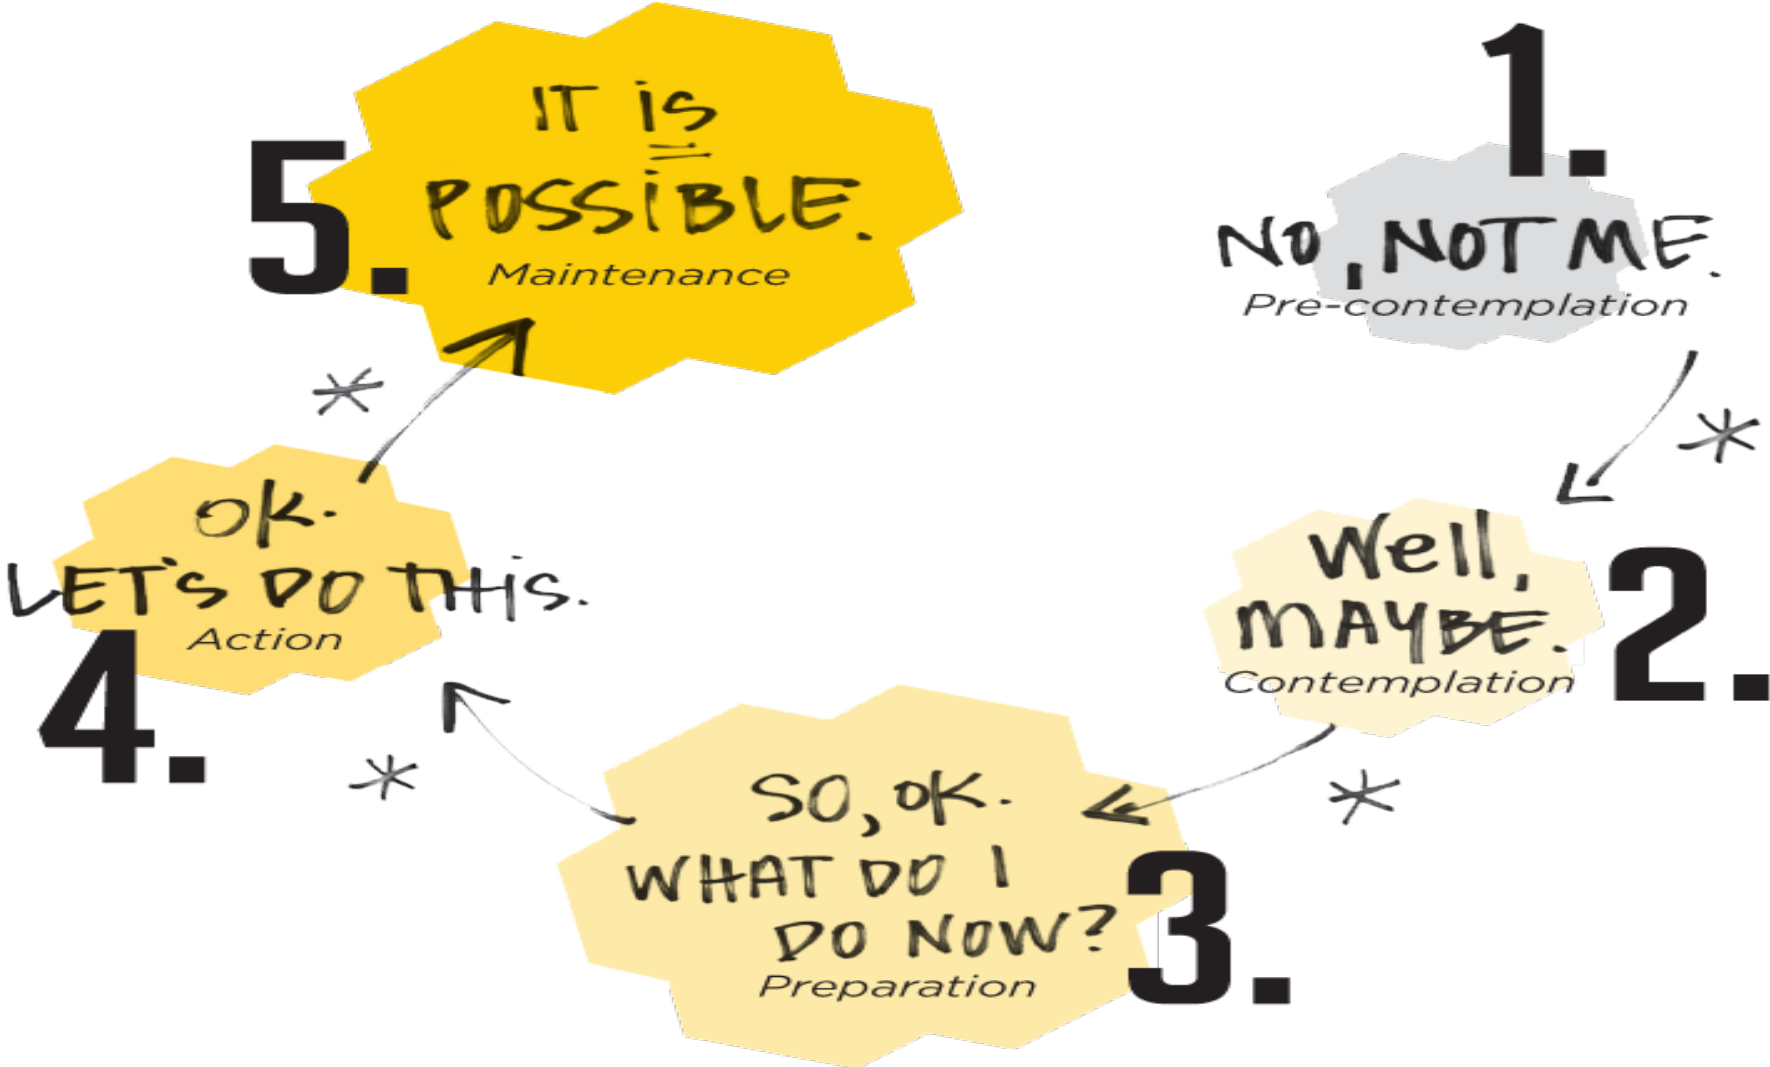 1.
NO, NOT ME.
Pre-contemplation
*
Well,
MAYBE.
Contemplation
2.
*
SO, OK.
WHAT DO I
DO NOW?
Preparation
3.
*
OK.
LET'S DO THIS.
Action
4.
*
IT is
POSSiBLE.
Maintenance
5.